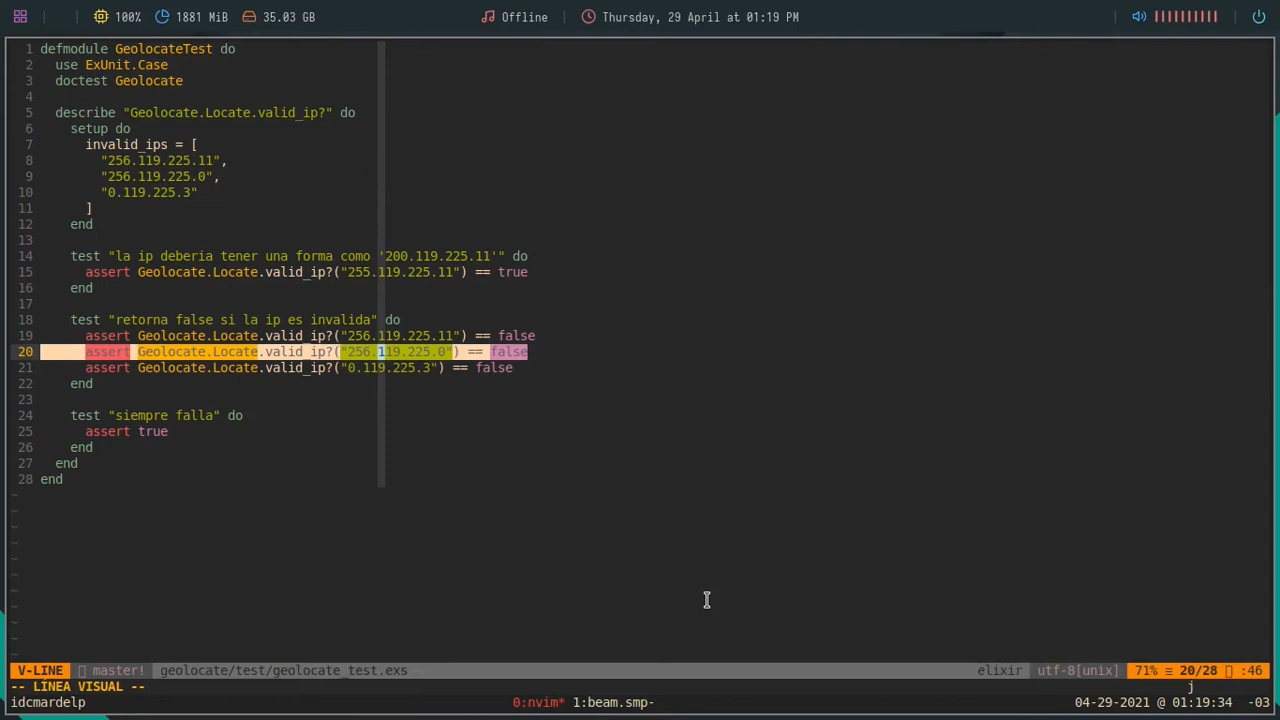 100% 1881 MiB 35.03 GB Offline Thursday, 29 April at 01:19 PM
1 defmodule GeolocateTest do
2 use ExUnit.Case
3 doctest Geolocate
4
5 describe "Geolocate.Locate.valid_ip?" do
6 setup do
7 invalid_ips = [
8 "256.119.225.11",
9 "256.119.225.0",
10 "0.119.225.3"
11 ]
12 end
13
14 test "la ip deberia tener una forma como '200.119.225.11'" do
15 assert Geolocate.Locate.valid_ip?("255.119.225.11") == true
16 end
17
18 test "retorna false si la ip es invalida" do
19 assert Geolocate.Locate.valid_ip?("256.119.225.11") == false
20 assert Geolocate.Locate.valid_ip?("256.119.225.0") == false
21 assert Geolocate.Locate.valid_ip?("0.119.225.3") == false
22 end
23
24 test "siempre falla" do
25 assert true
26 end
27 end
28 end
~
~
~
~
~
~
~
~
~
~
V-LINE master! geolocate/test/geolocate_test.exs elixir utf-8[unix] 71% ≡ 20/28 :46
-- LÍNEA VISUAL -- j
idcmardelp 0:nvim* 1:beam.smp- 04-29-2021 @ 01:19:34 -03